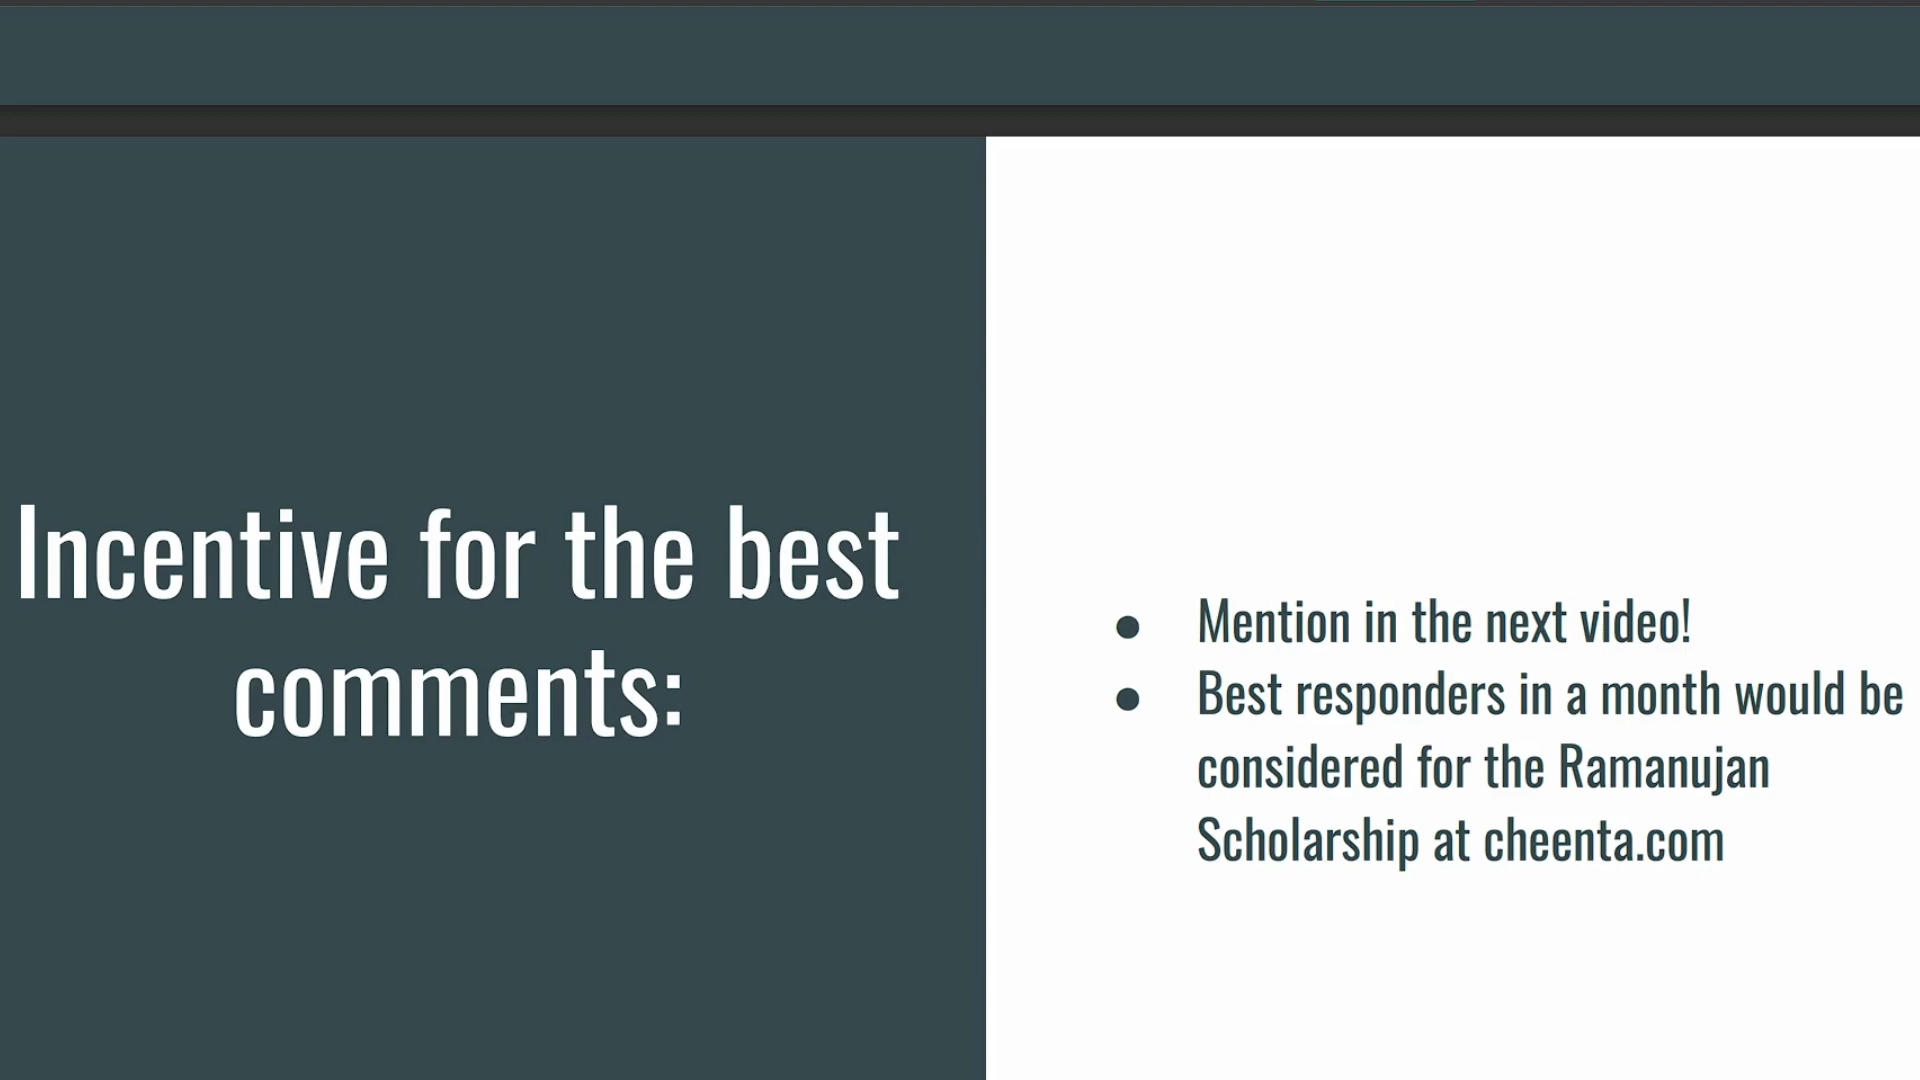 Incentive for the best
comments:
● Mention in the next video!
● Best responders in a month would be
considered for the Ramanujan
Scholarship at cheenta.com